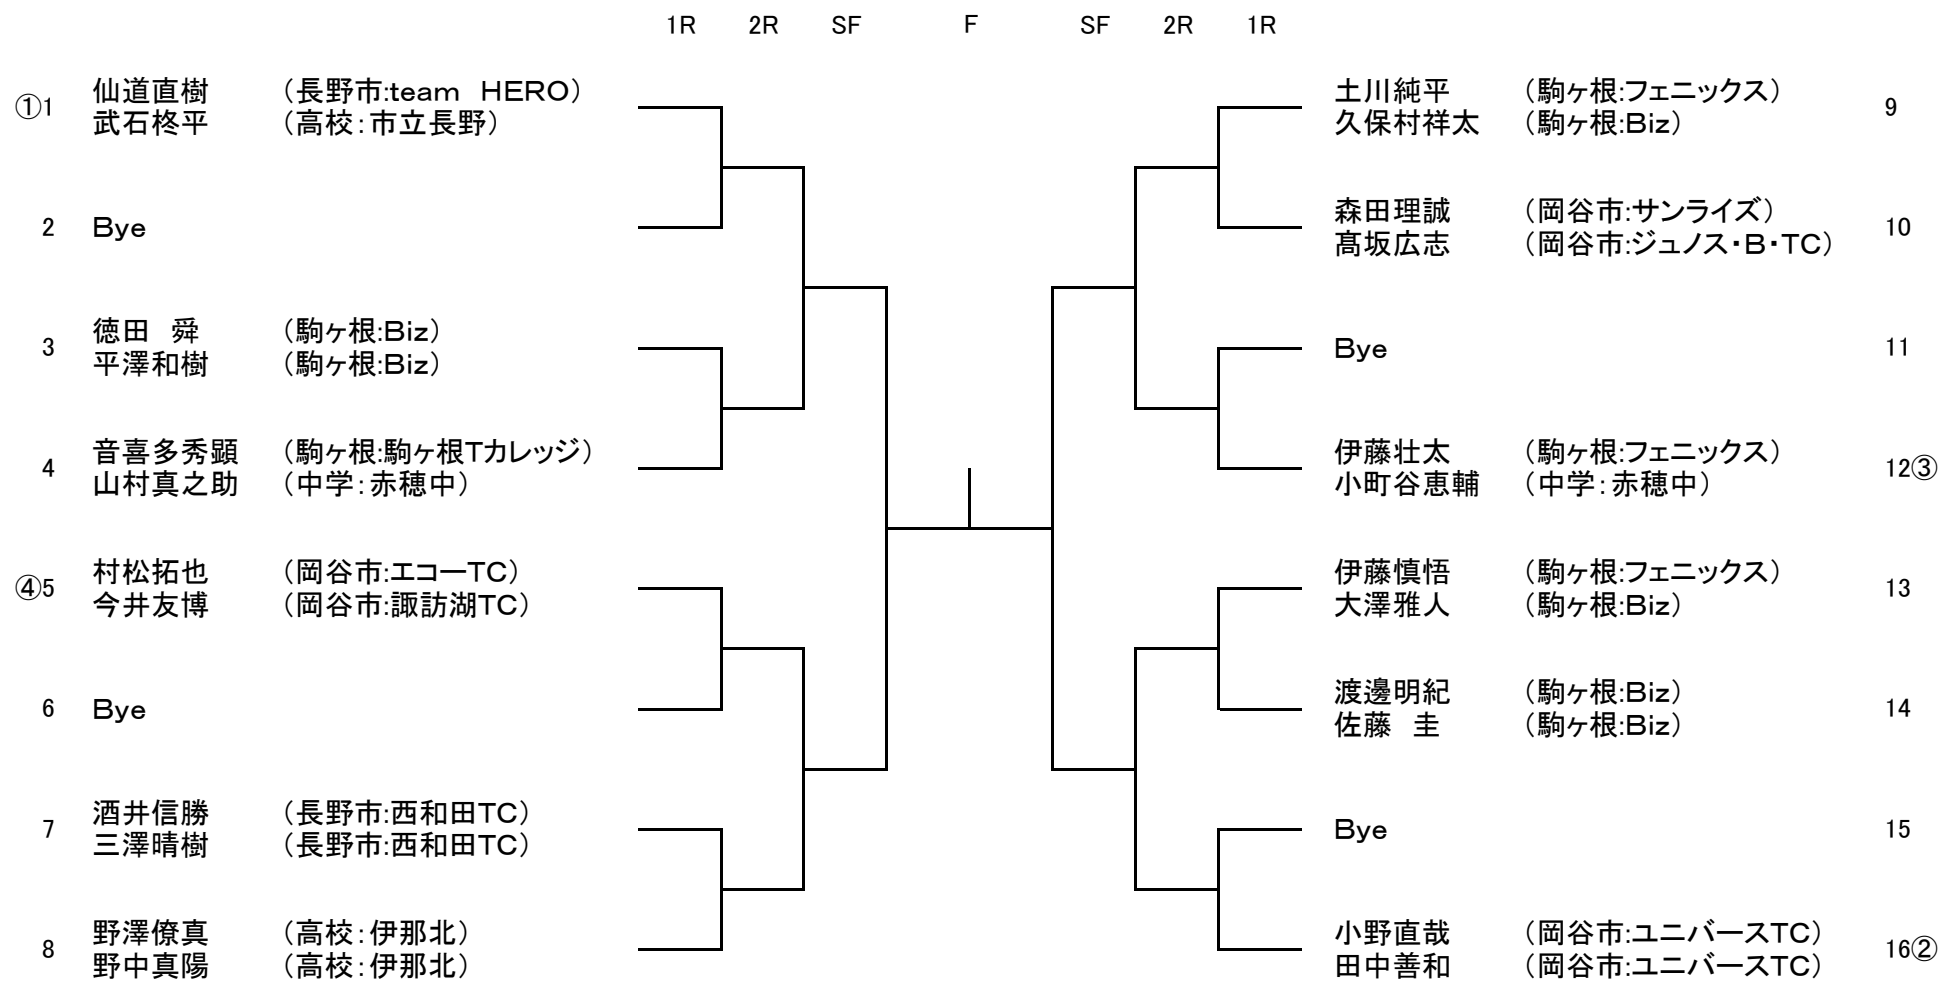 1R 2R SF F SF 2R 1R
①1 仙道直樹 （長野市:team　HERO）
武石柊平 （高校：市立長野）
2 Bye
3 徳田　舜 （駒ヶ根:Biz）
平澤和樹 （駒ヶ根:Biz）
4 音喜多秀顕 （駒ヶ根:駒ヶ根Tカレッジ）
山村真之助 （中学：赤穂中）
④5 村松拓也 （岡谷市:エコーTC）
今井友博 （岡谷市:諏訪湖TC）
6 Bye
7 酒井信勝 （長野市:西和田TC）
三澤晴樹 （長野市:西和田TC）
8 野澤僚真 （高校：伊那北）
野中真陽 （高校：伊那北）
土川純平 （駒ヶ根:フェニックス） 9
久保村祥太 （駒ヶ根:Biz）
森田理誠 （岡谷市:サンライズ） 10
髙坂広志 （岡谷市:ジュノス・B・TC）
Bye 11
伊藤壮太 （駒ヶ根:フェニックス） 12③
小町谷恵輔 （中学：赤穂中）
伊藤慎悟 （駒ヶ根:フェニックス） 13
大澤雅人 （駒ヶ根:Biz）
渡邊明紀 （駒ヶ根:Biz） 14
佐藤　圭 （駒ヶ根:Biz）
Bye 15
小野直哉 （岡谷市:ユニバースTC） 16②
田中善和 （岡谷市:ユニバースTC）